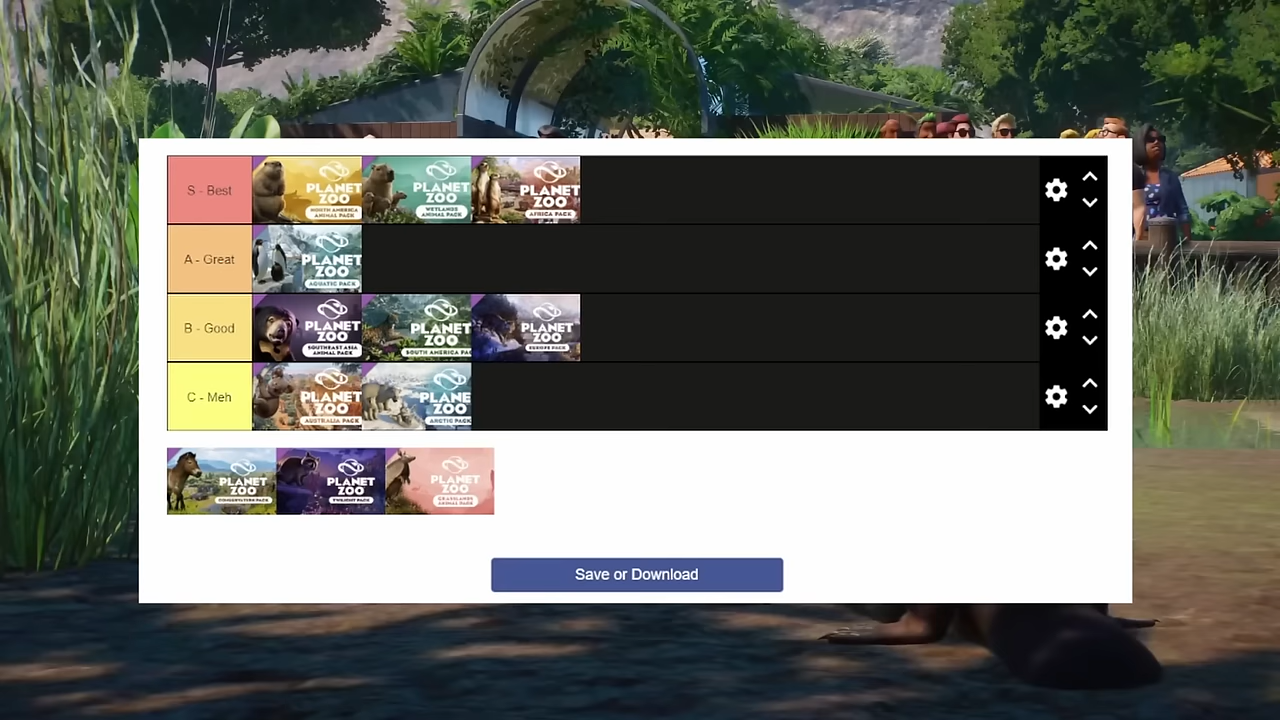 S - Best
PLANET
ZOO
NORTH AMERICA
ANIMAL PACK
PLANET
ZOO
WETLANDS
ANIMAL PACK
PLANET
ZOO
AFRICA PACK
A - Great
PLANET
ZOO
AQUATIC PACK
B - Good
PLANET
ZOO
SOUTHEAST ASIA
ANIMAL PACK
PLANET
ZOO
SOUTH AMERICA PA
PLANET
ZOO
EUROPE PACK
C - Meh
PLANET
ZOO
AUSTRALIA PACK
PLANE
ZOO
ARCTIC PACK
PLANET
ZOO
CONSERVATION PACK
PLANET
ZOO
TWILIGHT PACK
PLANET
ZOO
GRASSLANDS
ANIMAL PACK
Save or Download